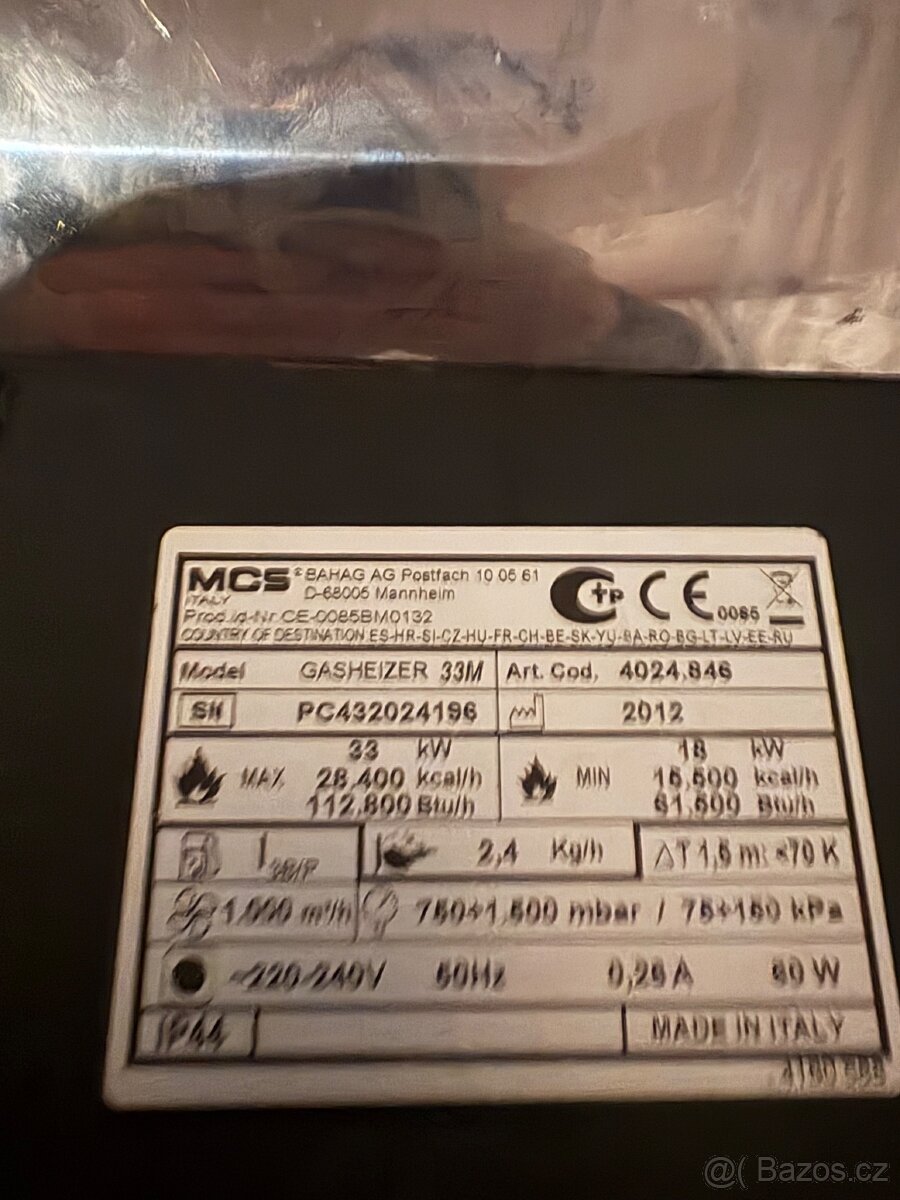 MCS BAHAG AG Postfach 10 05 61
ITALY D-68005 Mannheim
Prod.Id-Nr.CE-0085BM0132
COUNTRY OF DESTINATION ES-HR-SI-CZ-HU-FR-CH-BE-SK-YU-BA-RO-BG-LT-LV-EE-RU
CE 0085
Model GASHEIZER 33M Art. Cod. 4024.846
SN PC432024196 2012
33 kW 18 kW
MAX 28.400 kcal/h MIN 15.500 kcal/h
112.800 Btu/h 61.500 Btu/h
2,4 Kg/h ΔT 1,5 m: <70 K
1.000 m³/h 750÷1.500 mbar / 75÷150 kPa
~220-240V 50Hz A W
IP44 MADE IN ITALY
@( Bazos.cz